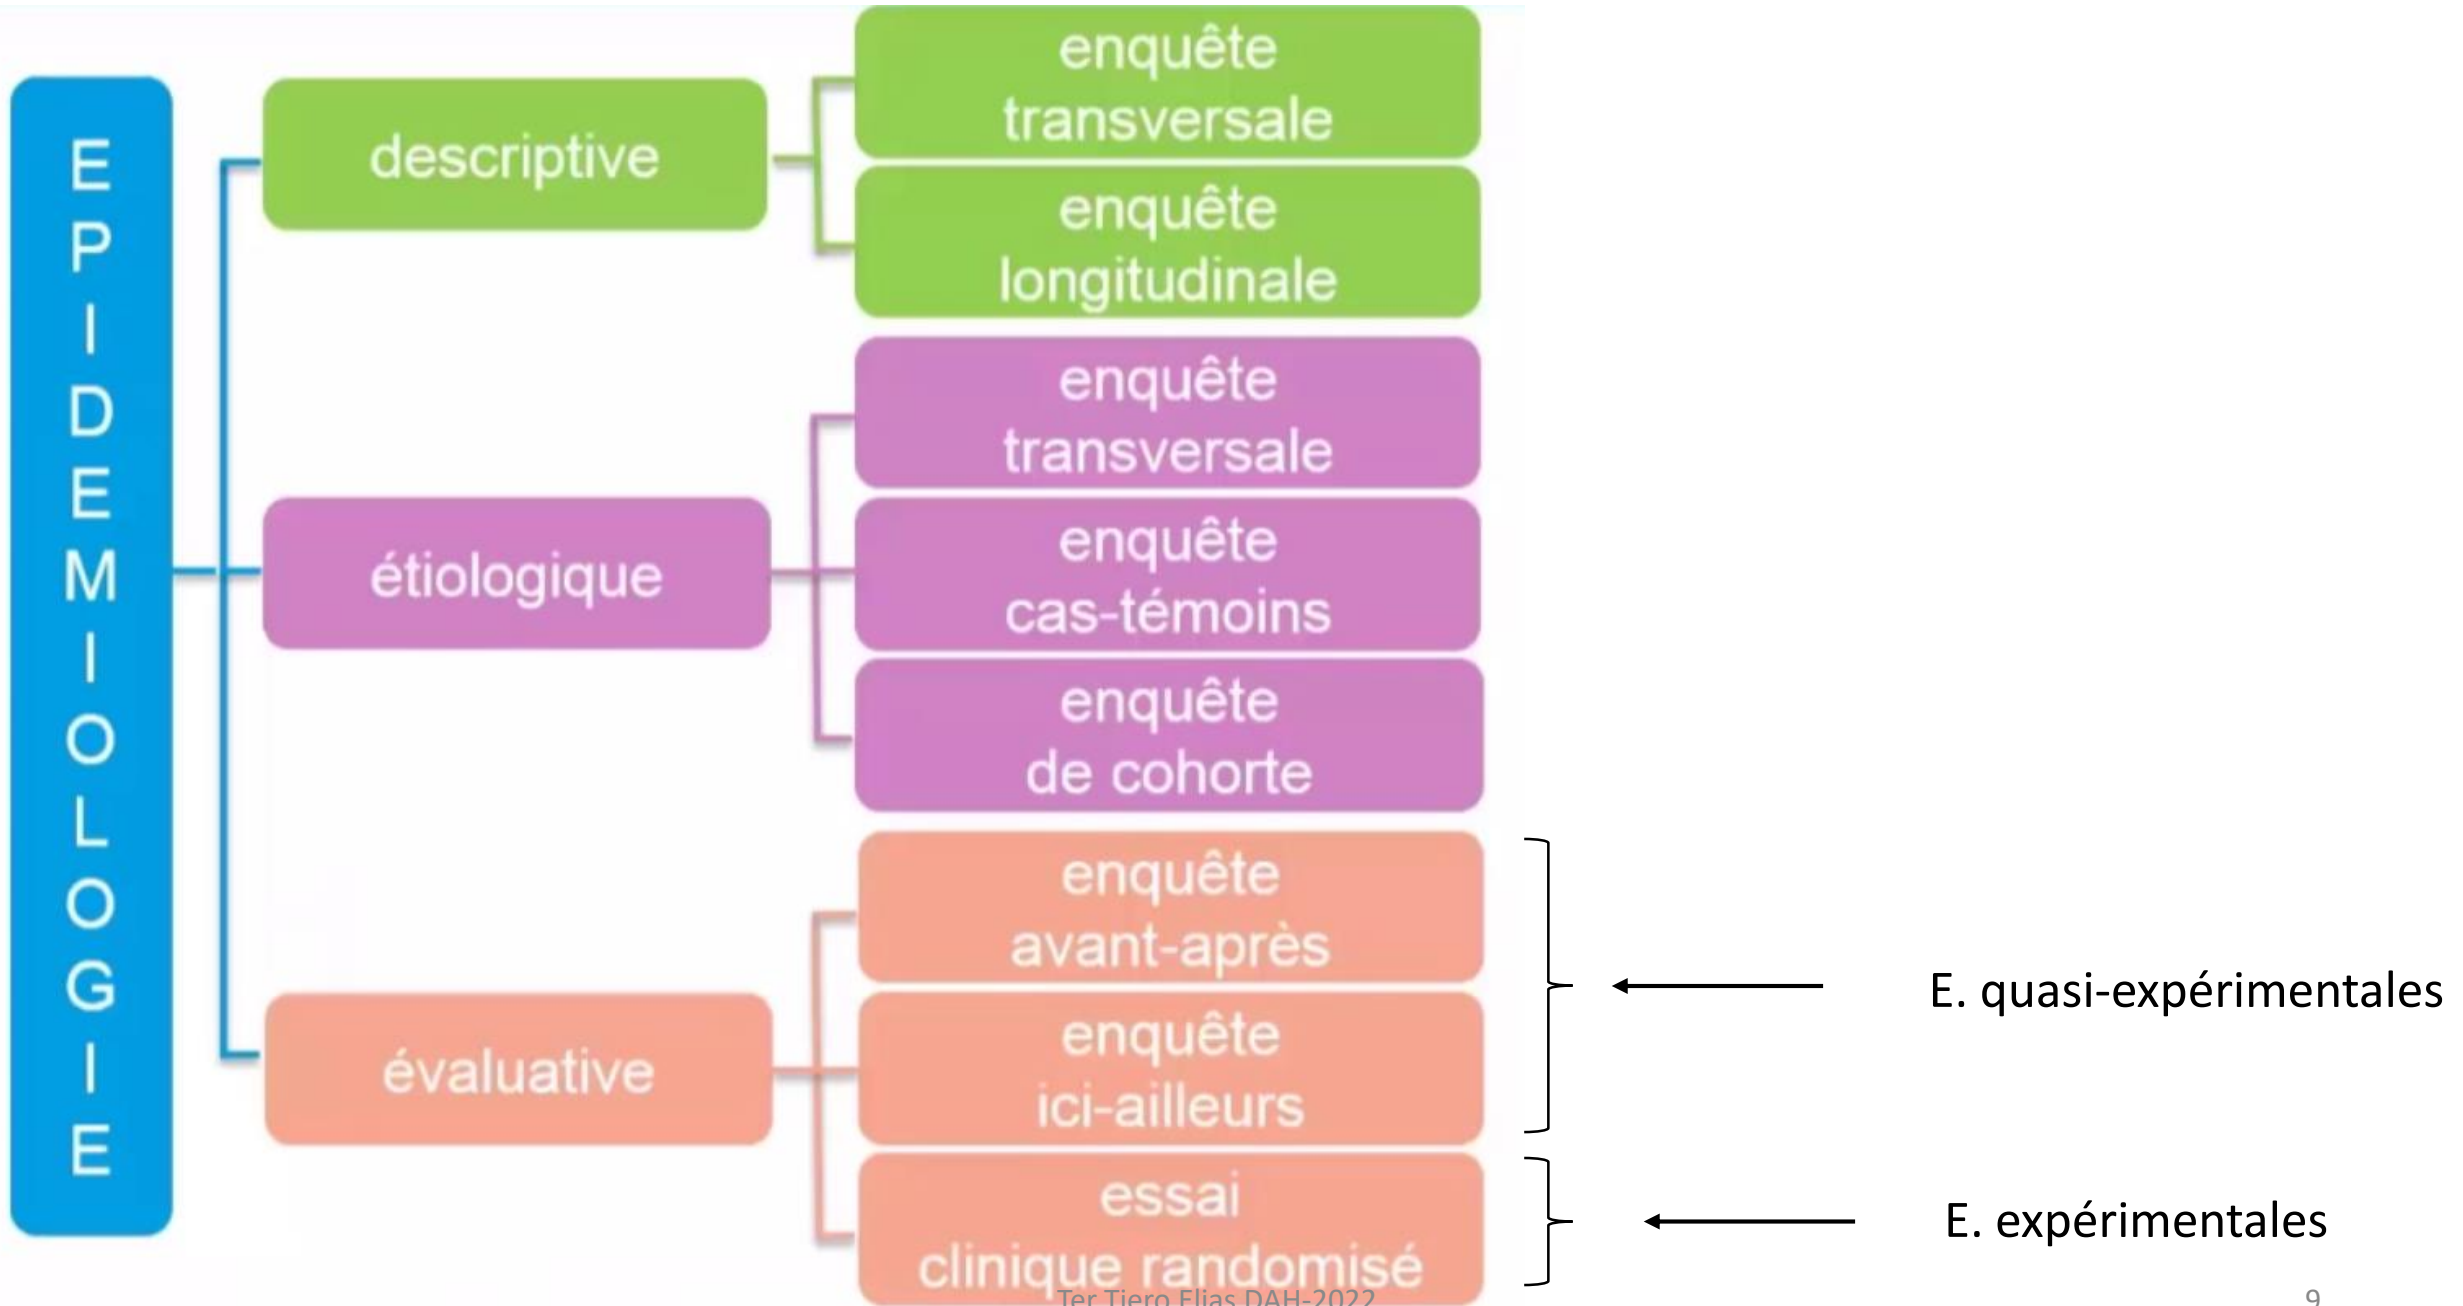 EPIDEMIOLOGIE
descriptive
enquête
transversale
enquête
longitudinale
étiologique
enquête
transversale
enquête
cas-témoins
enquête
de cohorte
évaluative
enquête
avant-après
enquête
ici-ailleurs
essai
clinique randomisé
E. quasi-expérimentales
E. expérimentales
Ter Tiero Elias DAH-2022
9